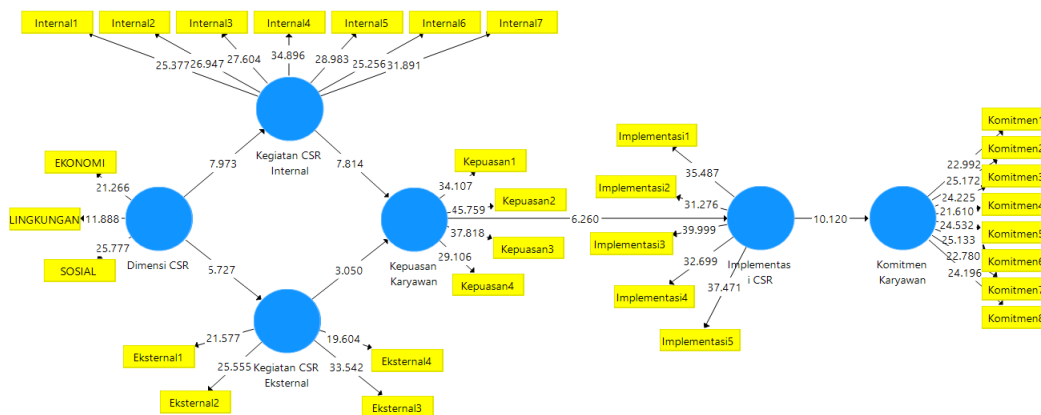 Internal1
Internal2
Internal3
Internal4
Internal5
Internal6
Internal7
25.377
26.947
27.604
34.896
28.983
25.256
31.891
Kegiatan CSR
Internal
7.973
7.814
EKONOMI
LINGKUNGAN
SOSIAL
21.266
11.888
25.777
Dimensi CSR
5.727
3.050
Kegiatan CSR
Eksternal
21.577
25.555
19.604
33.542
Eksternal1
Eksternal2
Eksternal4
Eksternal3
Kepuasan
Karyawan
Kepuasan1
Kepuasan2
Kepuasan3
Kepuasan4
34.107
45.759
37.818
29.106
6.260
Implementasi1
Implementasi2
Implementasi3
Implementasi4
Implementasi5
35.487
31.276
39.999
32.699
37.471
Implementas
i CSR
10.120
Komitmen
Karyawan
22.992
25.172
24.225
21.610
24.532
25.133
22.780
24.196
Komitmen1
Komitmen2
Komitmen3
Komitmen4
Komitmen5
Komitmen6
Komitmen7
Komitmen8